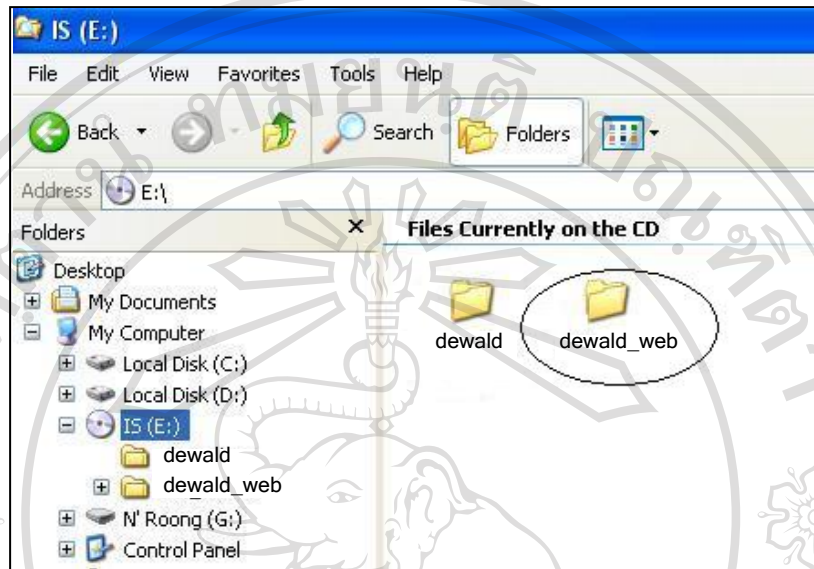 IS (E:)
File Edit View Favorites Tools Help
Back Search Folders
Address E:\
Folders × Files Currently on the CD
Desktop
My Documents
My Computer
Local Disk (C:)
Local Disk (D:)
IS (E:)
dewald
dewald_web
N' Roong (G:)
Control Panel
dewald dewald_web